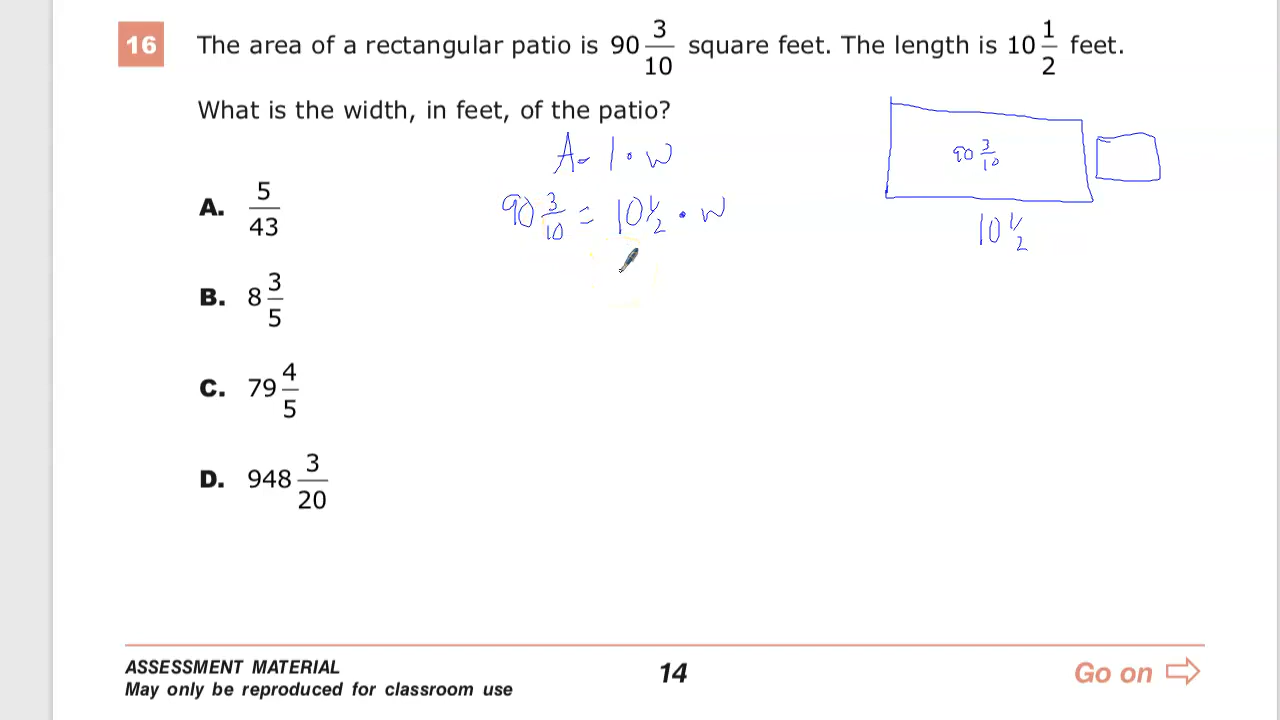 16 The area of a rectangular patio is 90 3/10 square feet. The length is 10 1/2 feet.
What is the width, in feet, of the patio?
A = l · w
90 3/10 = 10 1/2 · w
90 3/10
10 1/2
A. 5/43
B. 8 3/5
C. 79 4/5
D. 948 3/20
ASSESSMENT MATERIAL
May only be reproduced for classroom use
14
Go on